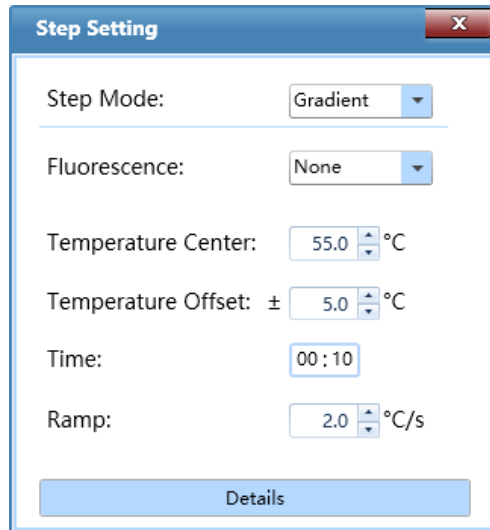 Step Setting x
Step Mode: Gradient
Fluorescence: None
Temperature Center: 55.0 °C
Temperature Offset: ± 5.0 °C
Time: 00:10
Ramp: 2.0 °C/s
Details